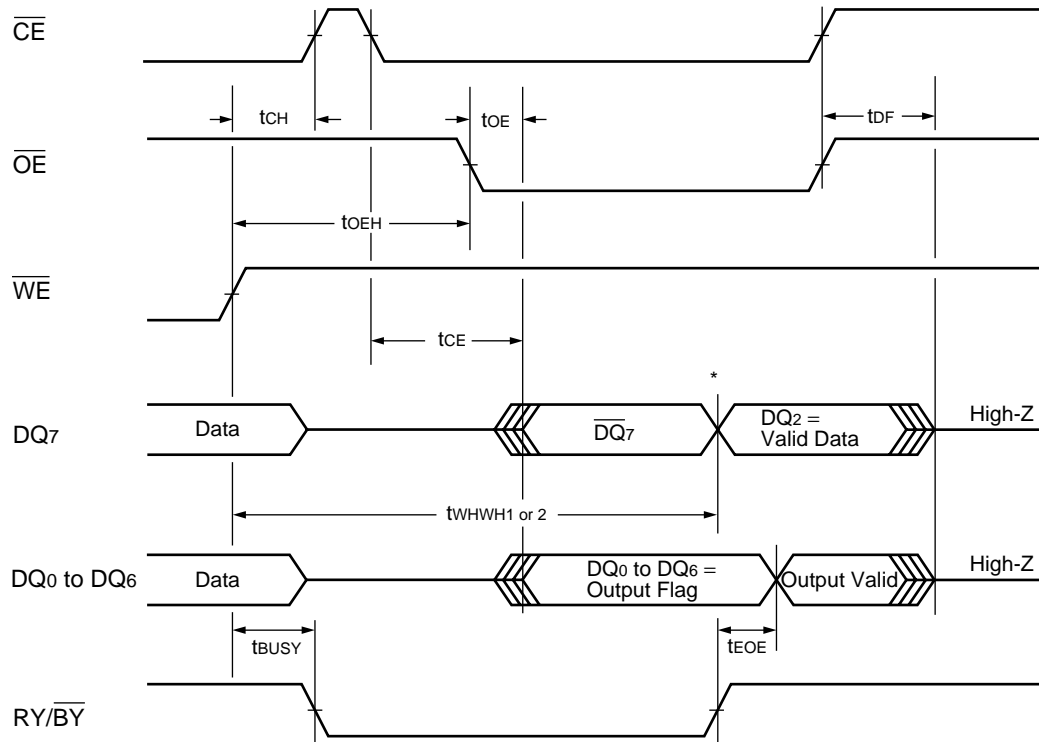 CE
tCH
tOE
tDF
OE
tOEH
WE
tCE
*
DQ7
Data
DQ7
DQ2 =
Valid Data
High-Z
tWHWH1 or 2
DQ0 to DQ6
Data
DQ0 to DQ6 =
Output Flag
Output Valid
High-Z
tBUSY
tEOE
RY/BY